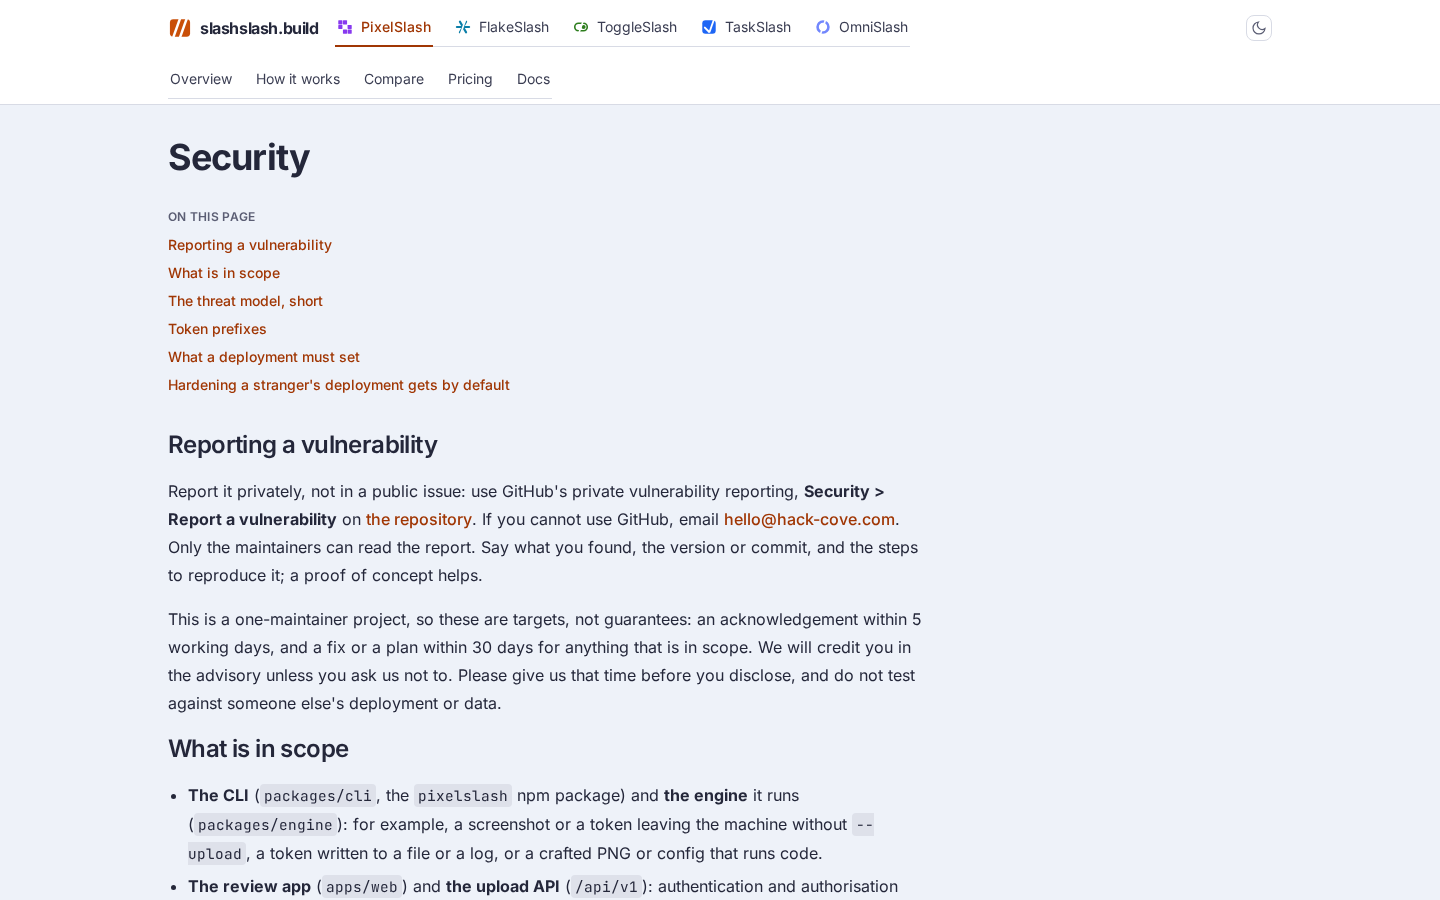 slashslash.build PixelSlash FlakeSlash ToggleSlash TaskSlash OmniSlash
Overview How it works Compare Pricing Docs
Security
ON THIS PAGE
Reporting a vulnerability
What is in scope
The threat model, short
Token prefixes
What a deployment must set
Hardening a stranger's deployment gets by default
Reporting a vulnerability
Report it privately, not in a public issue: use GitHub's private vulnerability reporting, Security >
Report a vulnerability on the repository. If you cannot use GitHub, email hello@hack-cove.com.
Only the maintainers can read the report. Say what you found, the version or commit, and the steps
to reproduce it; a proof of concept helps.
This is a one-maintainer project, so these are targets, not guarantees: an acknowledgement within 5
working days, and a fix or a plan within 30 days for anything that is in scope. We will credit you in
the advisory unless you ask us not to. Please give us that time before you disclose, and do not test
against someone else's deployment or data.
What is in scope
• The CLI (packages/cli, the pixelslash npm package) and the engine it runs
(packages/engine): for example, a screenshot or a token leaving the machine without --
upload, a token written to a file or a log, or a crafted PNG or config that runs code.
• The review app (apps/web) and the upload API (/api/v1): authentication and authorisation